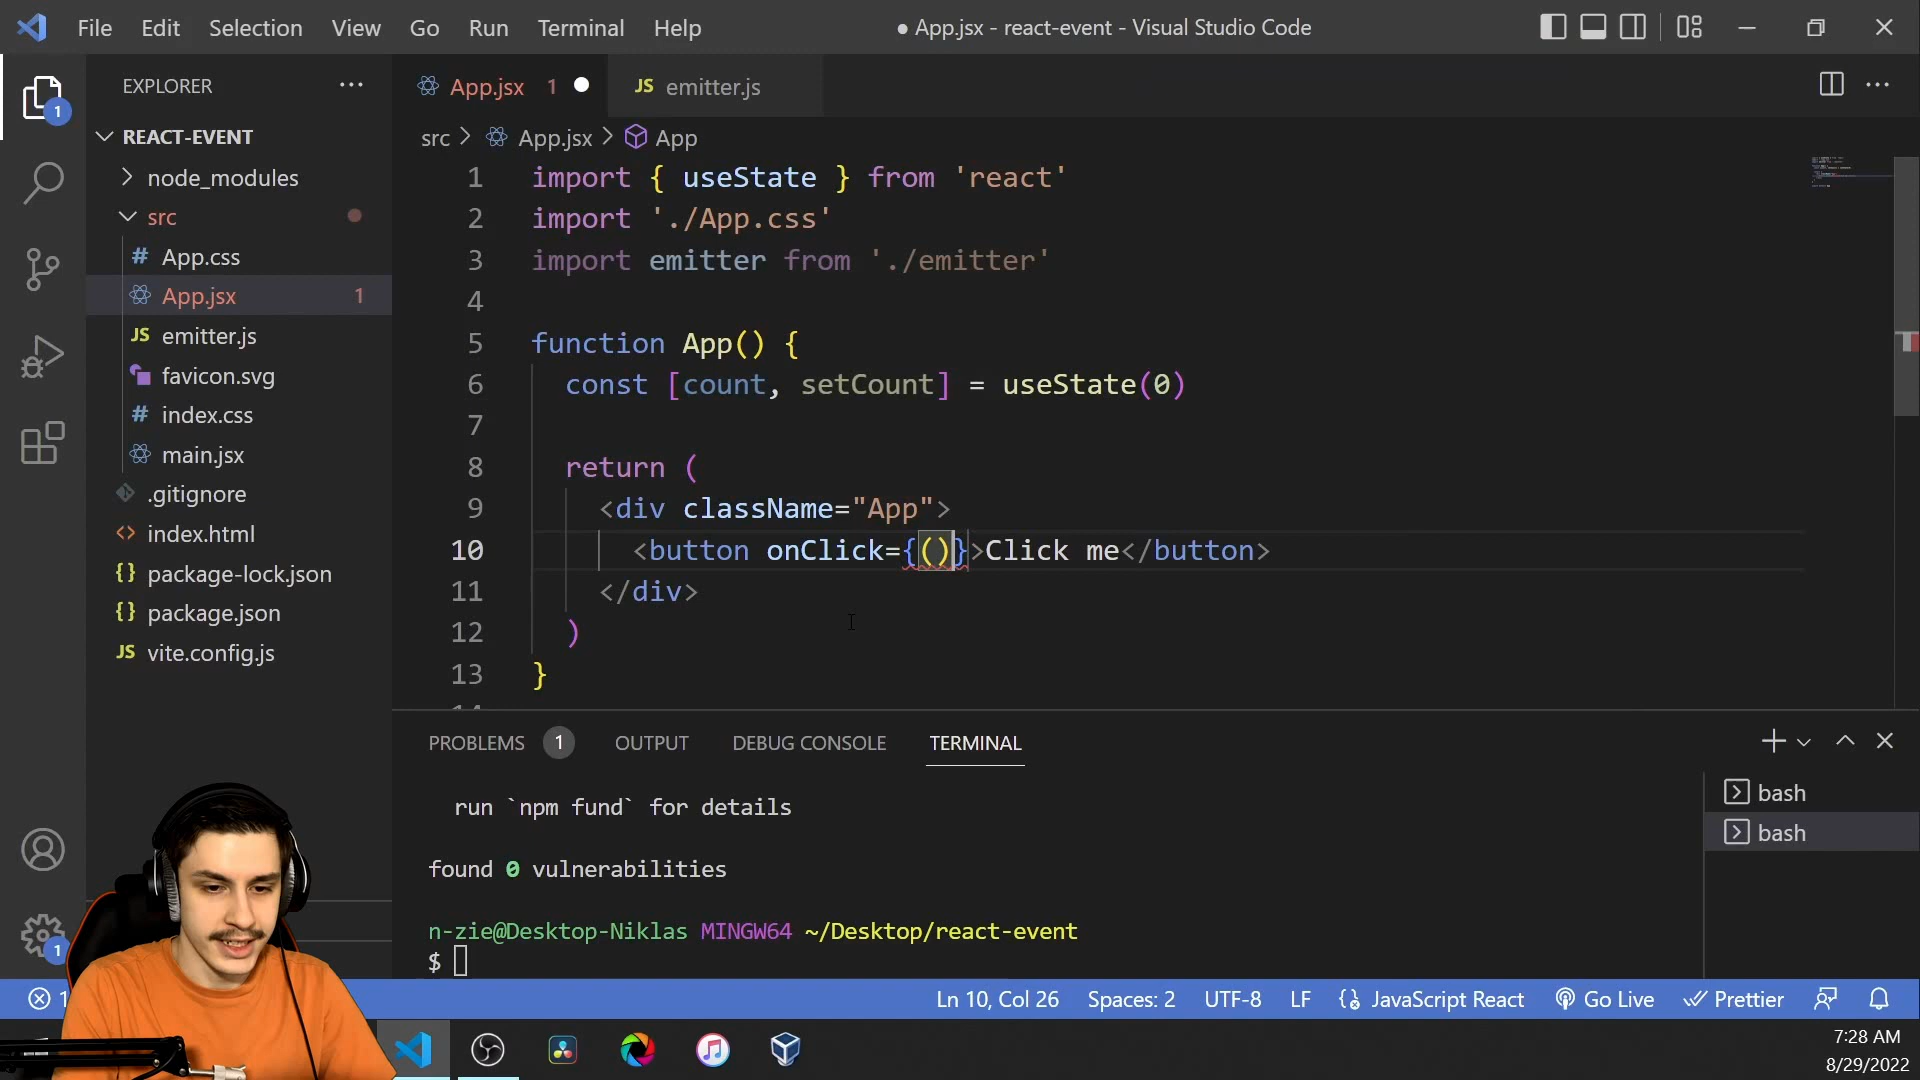 File Edit Selection View Go Run Terminal Help
● App.jsx - react-event - Visual Studio Code
EXPLORER
App.jsx 1
JS emitter.js
1
REACT-EVENT
node_modules
src
# App.css
App.jsx 1
JS emitter.js
favicon.svg
# index.css
main.jsx
.gitignore
<> index.html
{} package-lock.json
{} package.json
JS vite.config.js
src > App.jsx > App
1 import { useState } from 'react'
2 import './App.css'
3 import emitter from './emitter'
4
5 function App() {
6 const [count, setCount] = useState(0)
7
8 return (
9 <div className="App">
10 <button onClick={()}>Click me</button>
11 </div>
12 )
13 }
PROBLEMS 1 OUTPUT DEBUG CONSOLE TERMINAL
run `npm fund` for details
found 0 vulnerabilities
n-zie@Desktop-Niklas MINGW64 ~/Desktop/react-event
$
bash
bash
1
1 Ln 10, Col 26 Spaces: 2 UTF-8 LF JavaScript React Go Live Prettier
7:28 AM
8/29/2022